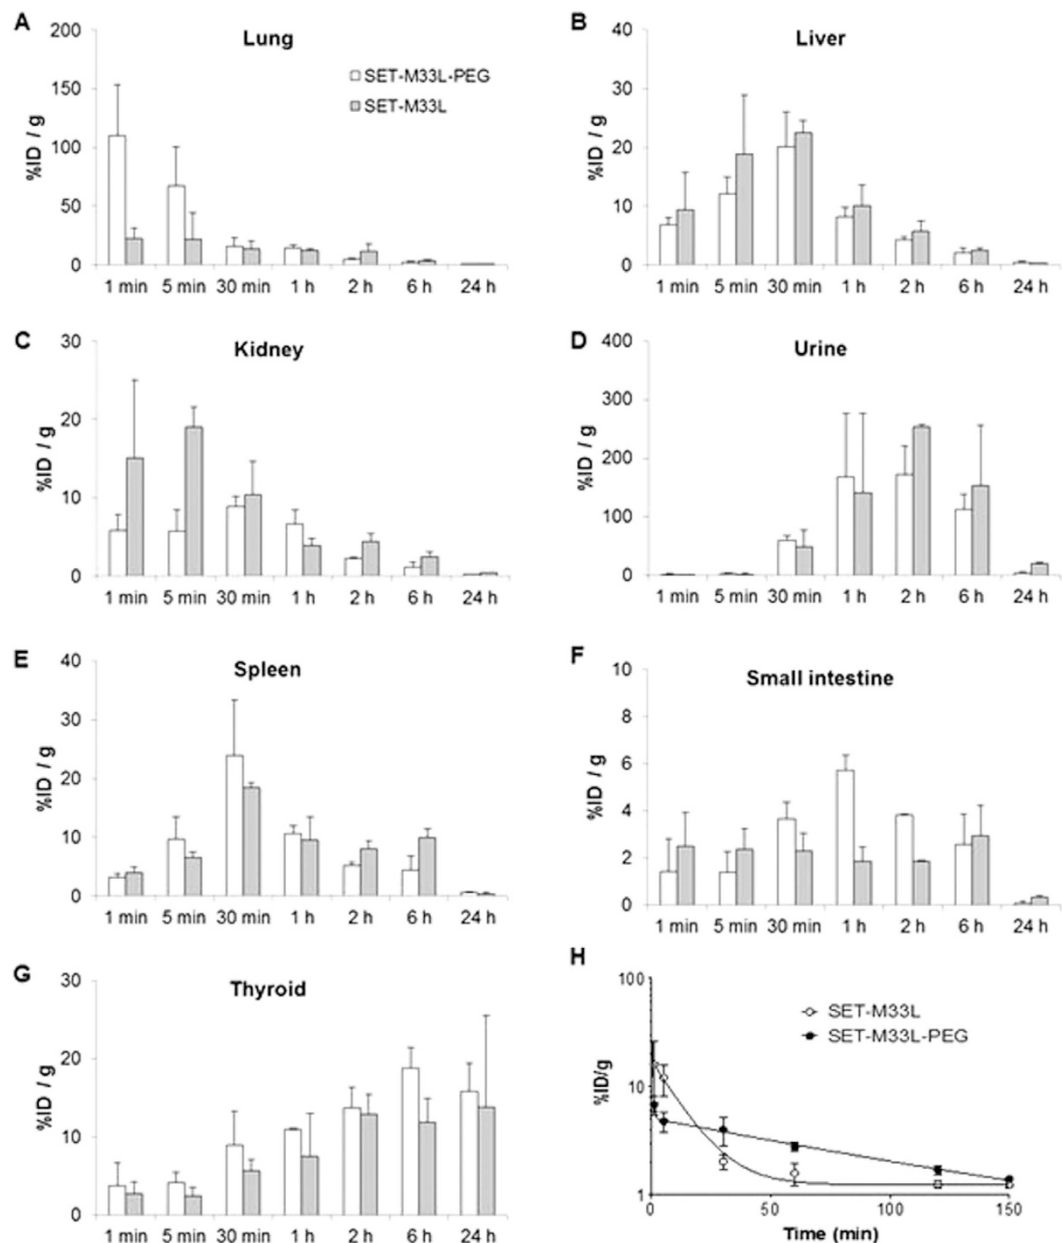 A
Lung
200
150
100
50
0
%ID / g
SET-M33L-PEG
SET-M33L
1 min 5 min 30 min 1 h 2 h 6 h 24 h
B
Liver
40
30
20
10
0
%ID / g
1 min 5 min 30 min 1 h 2 h 6 h 24 h
C
Kidney
30
20
10
0
%ID / g
1 min 5 min 30 min 1 h 2 h 6 h 24 h
D
Urine
400
300
200
100
0
%ID / g
1 min 5 min 30 min 1 h 2 h 6 h 24 h
E
Spleen
40
30
20
10
0
%ID / g
1 min 5 min 30 min 1 h 2 h 6 h 24 h
F
Small intestine
10
8
6
4
2
0
%ID / g
1 min 5 min 30 min 1 h 2 h 6 h 24 h
G
Thyroid
30
20
10
0
%ID / g
1 min 5 min 30 min 1 h 2 h 6 h 24 h
H
100
10
1
%ID/g
SET-M33L
SET-M33L-PEG
0 50 100 150
Time (min)